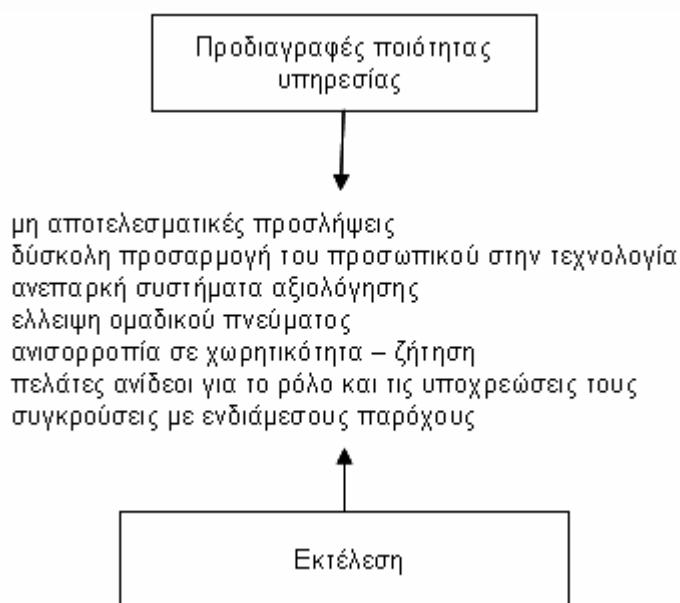 Προδιαγραφές ποιότητας
υπηρεσίας
μη αποτελεσματικές προσλήψεις
δύσκολη προσαρμογή του προσωπικού στην τεχνολογία
ανεπαρκή συστήματα αξιολόγησης
ελλειψη ομαδικού πνεύματος
ανισορροπία σε χωρητικότητα – ζήτηση
πελάτες ανίδεοι για το ρόλο και τις υποχρεώσεις τους
συγκρούσεις με ενδιάμεσους παρόχους
Εκτέλεση